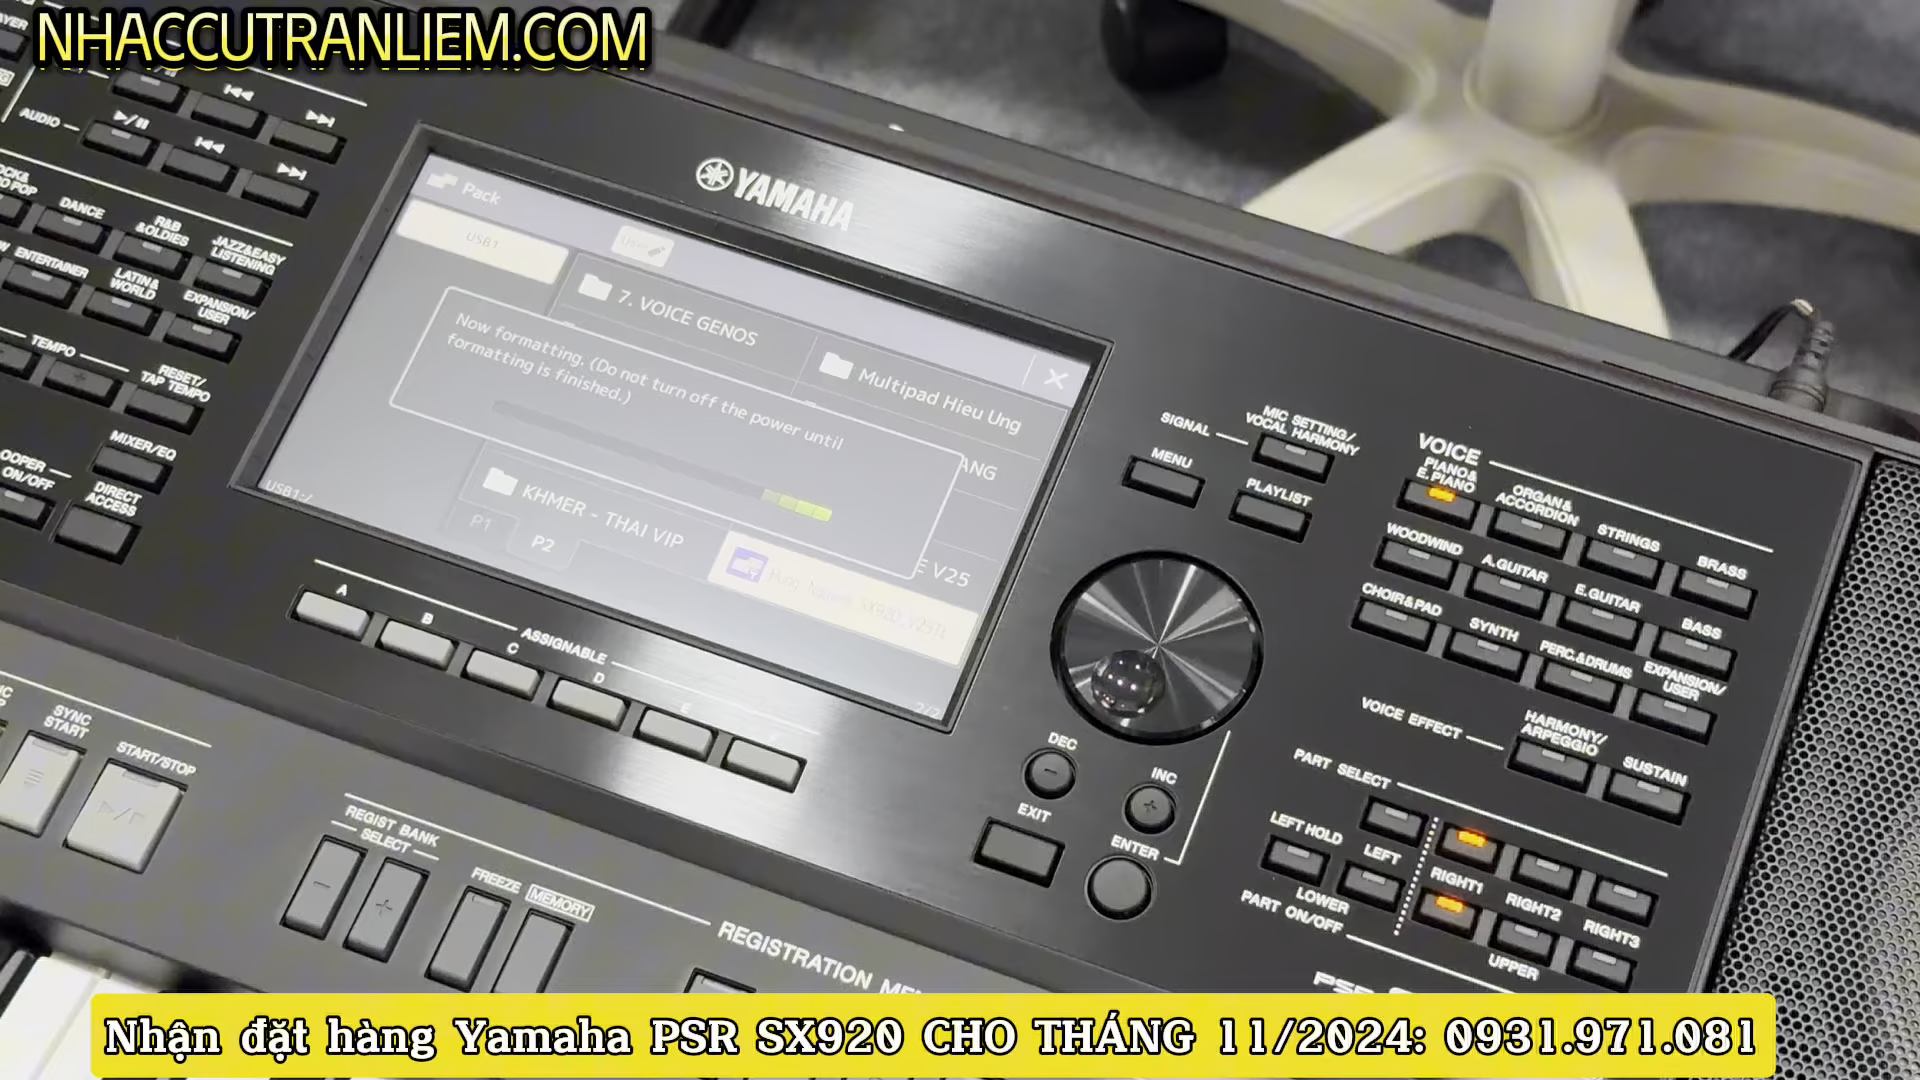 NHACCUTRANLIEM.COM
AUDIO
DANCE
R&B
&OLDIES
JAZZ&EASY
LISTENING
ENTERTAINER
LATIN&
WORLD
EXPANSION/
USER
TEMPO
RESET/
TAP TEMPO
MIXER/EQ
ON/OFF
DIRECT
ACCESS
YAMAHA
Pack
USB1
User
7. VOICE GENOS
Multipad Hieu Ung
Now formatting. (Do not turn off the power until
formatting is finished.)
KHMER - THAI VIP
E V25
USB1:/
P1
P2
2/2
A
B
C
D
E
ASSIGNABLE
SIGNAL
MIC SETTING/
VOCAL HARMONY
MENU
PLAYLIST
VOICE
PIANO&
E.PIANO
ORGAN&
ACCORDION
STRINGS
BRASS
WOODWIND
A.GUITAR
E.GUITAR
BASS
CHOIR&PAD
SYNTH
PERC.&DRUMS
EXPANSION/
USER
VOICE EFFECT
HARMONY/
ARPEGGIO
SUSTAIN
PART SELECT
LEFT HOLD
LEFT
RIGHT1
RIGHT2
RIGHT3
LOWER
UPPER
PART ON/OFF
DEC
INC
EXIT
ENTER
SYNC
START
START/STOP
REGIST BANK
SELECT
FREEZE
MEMORY
REGISTRATION
Nhận đặt hàng Yamaha PSR SX920 CHO THÁNG 11/2024: 0931.971.081